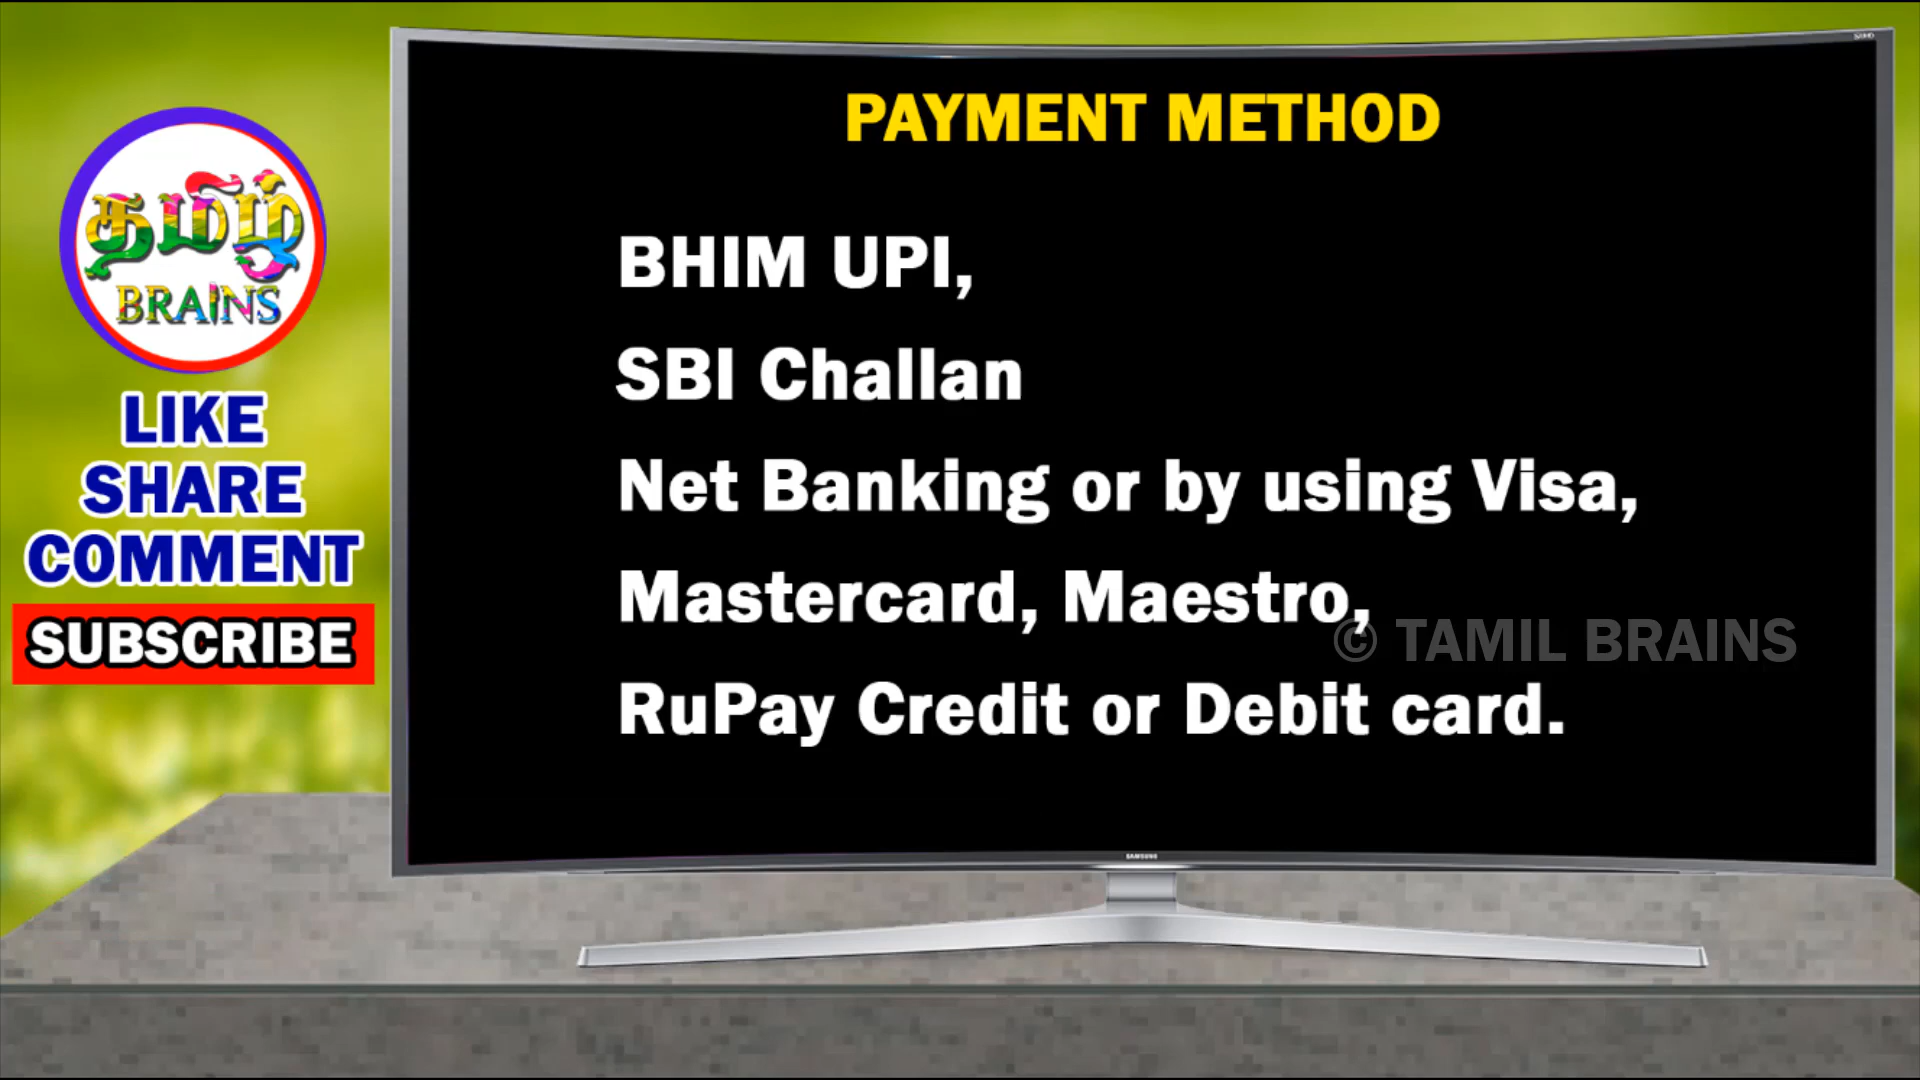 தமிழ்
BRAINS
LIKE
SHARE
COMMENT
SUBSCRIBE
PAYMENT METHOD
BHIM UPI,
SBI Challan
Net Banking or by using Visa,
Mastercard, Maestro,
© TAMIL BRAINS
RuPay Credit or Debit card.
SAMSUNG